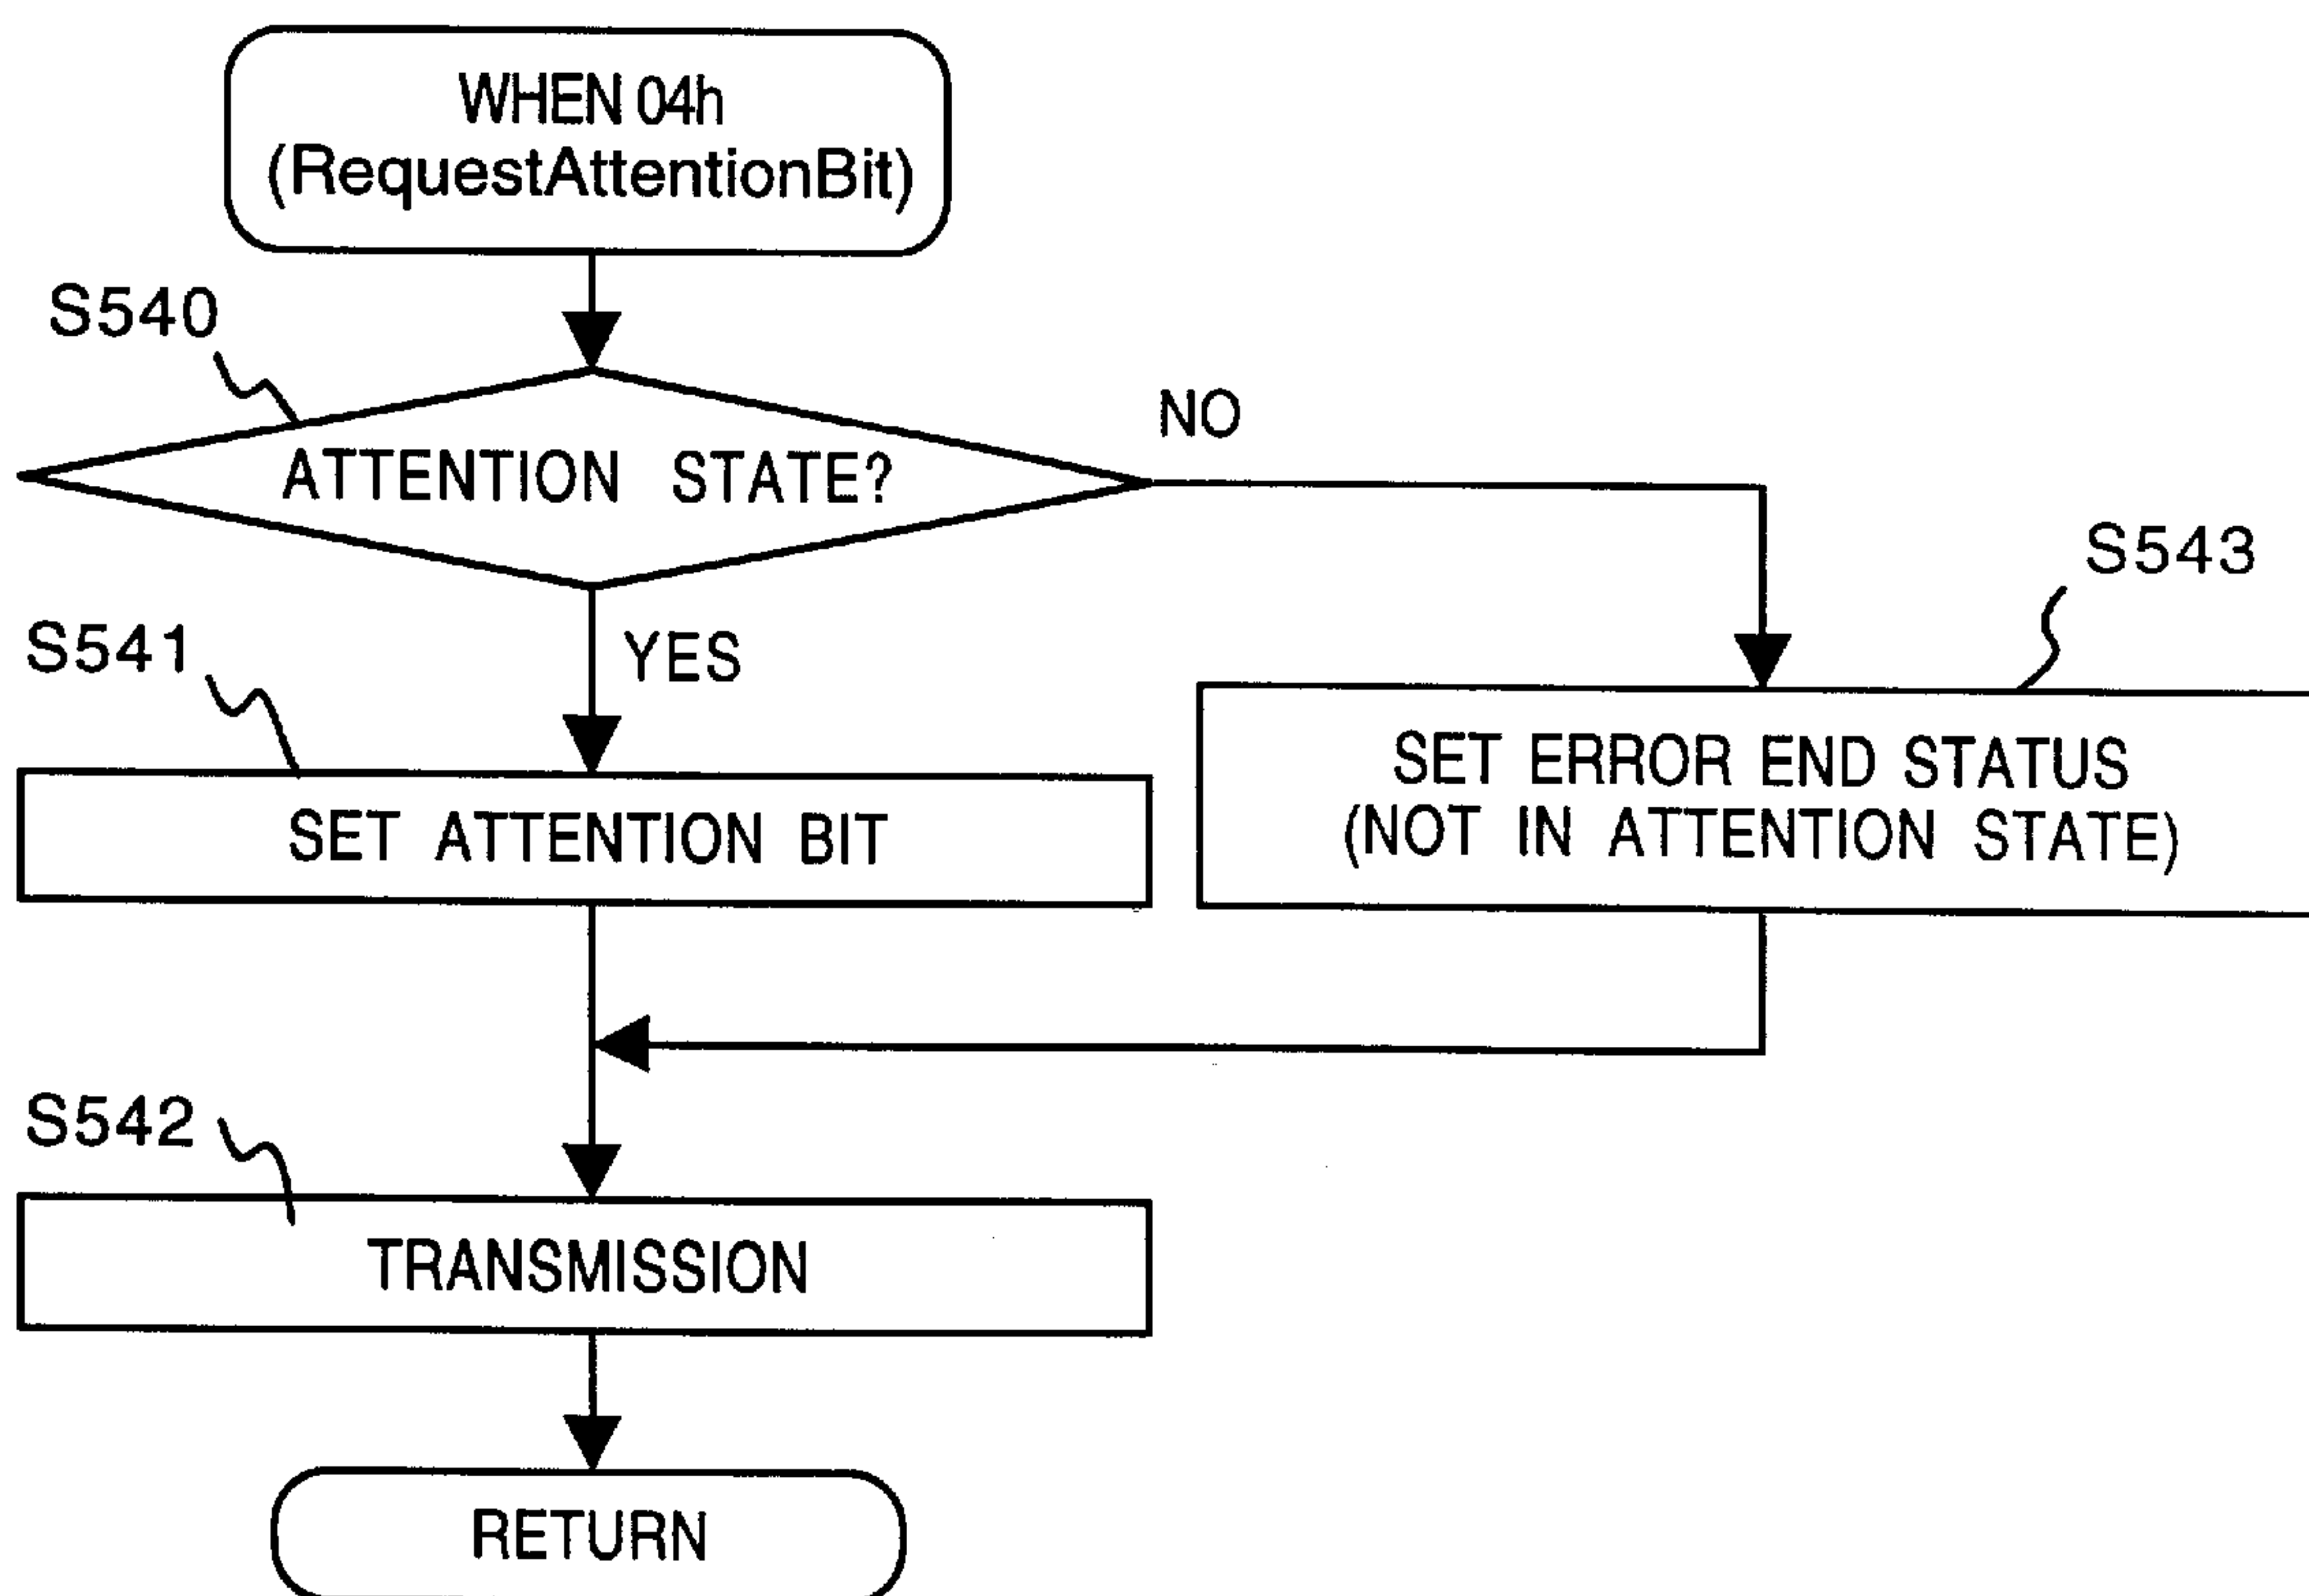 WHEN 04h
(RequestAttentionBit)
S540
ATTENTION STATE?
NO
YES
S541
SET ATTENTION BIT
S543
SET ERROR END STATUS
(NOT IN ATTENTION STATE)
S542
TRANSMISSION
RETURN